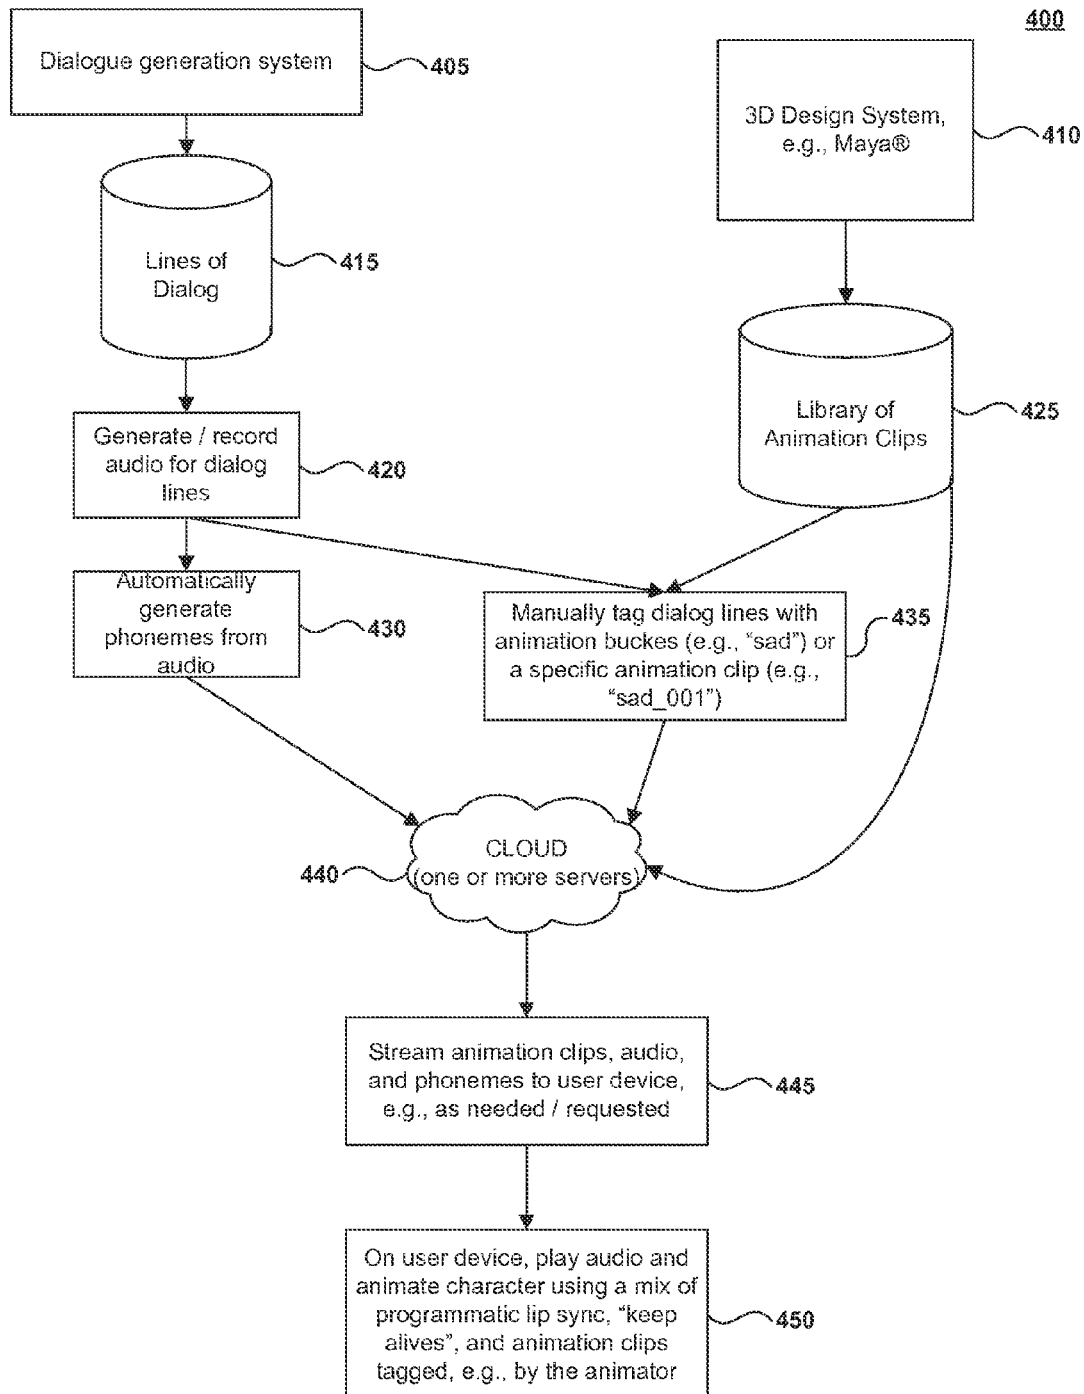 400
Dialogue generation system
405
3D Design System,
e.g., Maya®
410
Lines of
Dialog
415
Library of
Animation Clips
425
Generate / record
audio for dialog
lines
420
Automatically
generate
phonemes from
audio
430
Manually tag dialog lines with
animation buckes (e.g., “sad”) or
a specific animation clip (e.g.,
“sad_001”)
435
CLOUD
(one or more servers)
440
Stream animation clips, audio,
and phonemes to user device,
e.g., as needed / requested
445
On user device, play audio and
animate character using a mix of
programmatic lip sync, “keep
alives”, and animation clips
tagged, e.g., by the animator
450